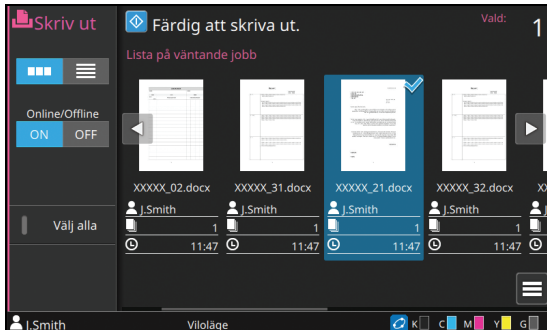 Skriv ut
Färdig att skriva ut.
Vald:
1
Lista på väntande jobb
Online/Offline
ON OFF
Välj alla
XXXXX_02.docx XXXXX_31.docx XXXXX_21.docx XXXXX_32.docx XX
J.Smith J.Smith J.Smith J.Smith
1 1 1 1
11:47 11:47 11:47 11:47
J.Smith
Viloläge
K C M Y G